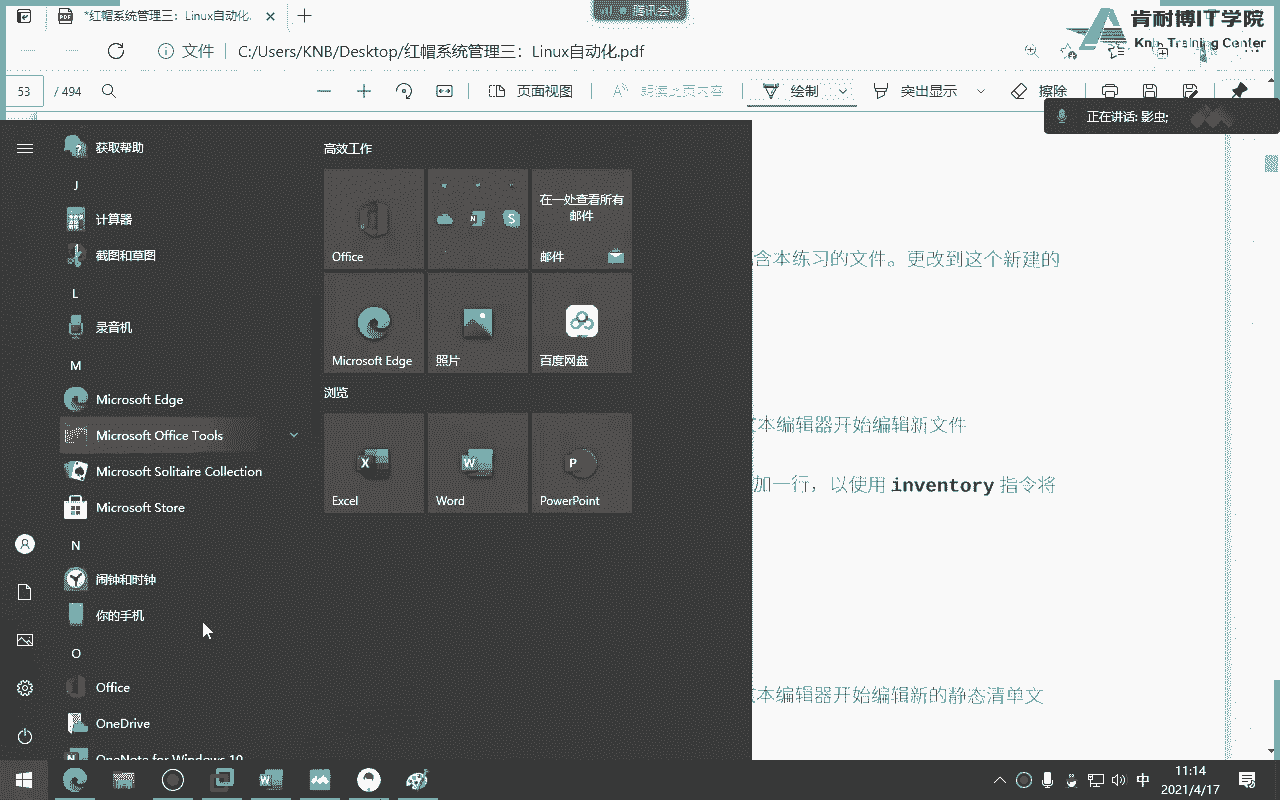 *红帽系统管理三：Linux自动化.
腾讯会议
肯耐博IT学院
Knb Training Center
文件
C:/Users/KNB/Desktop/红帽系统管理三：Linux自动化.pdf
53 / 494
页面视图
朗读此页内容
绘制
突出显示
擦除
正在讲话: 影虫;
获取帮助
J
计算器
截图和草图
L
录音机
M
Microsoft Edge
Microsoft Office Tools
Microsoft Solitaire Collection
Microsoft Store
N
闹钟和时钟
你的手机
O
Office
OneDrive
OneNote for Windows 10
高效工作
Office
在一处查看所有
邮件
邮件
Microsoft Edge
照片
百度网盘
浏览
Excel
Word
PowerPoint
含本练习的文件。更改到这个新建的
本编辑器开始编辑新文件
加一行，以使用 inventory 指令将
本编辑器开始编辑新的静态清单文
中
11:14
2021/4/17